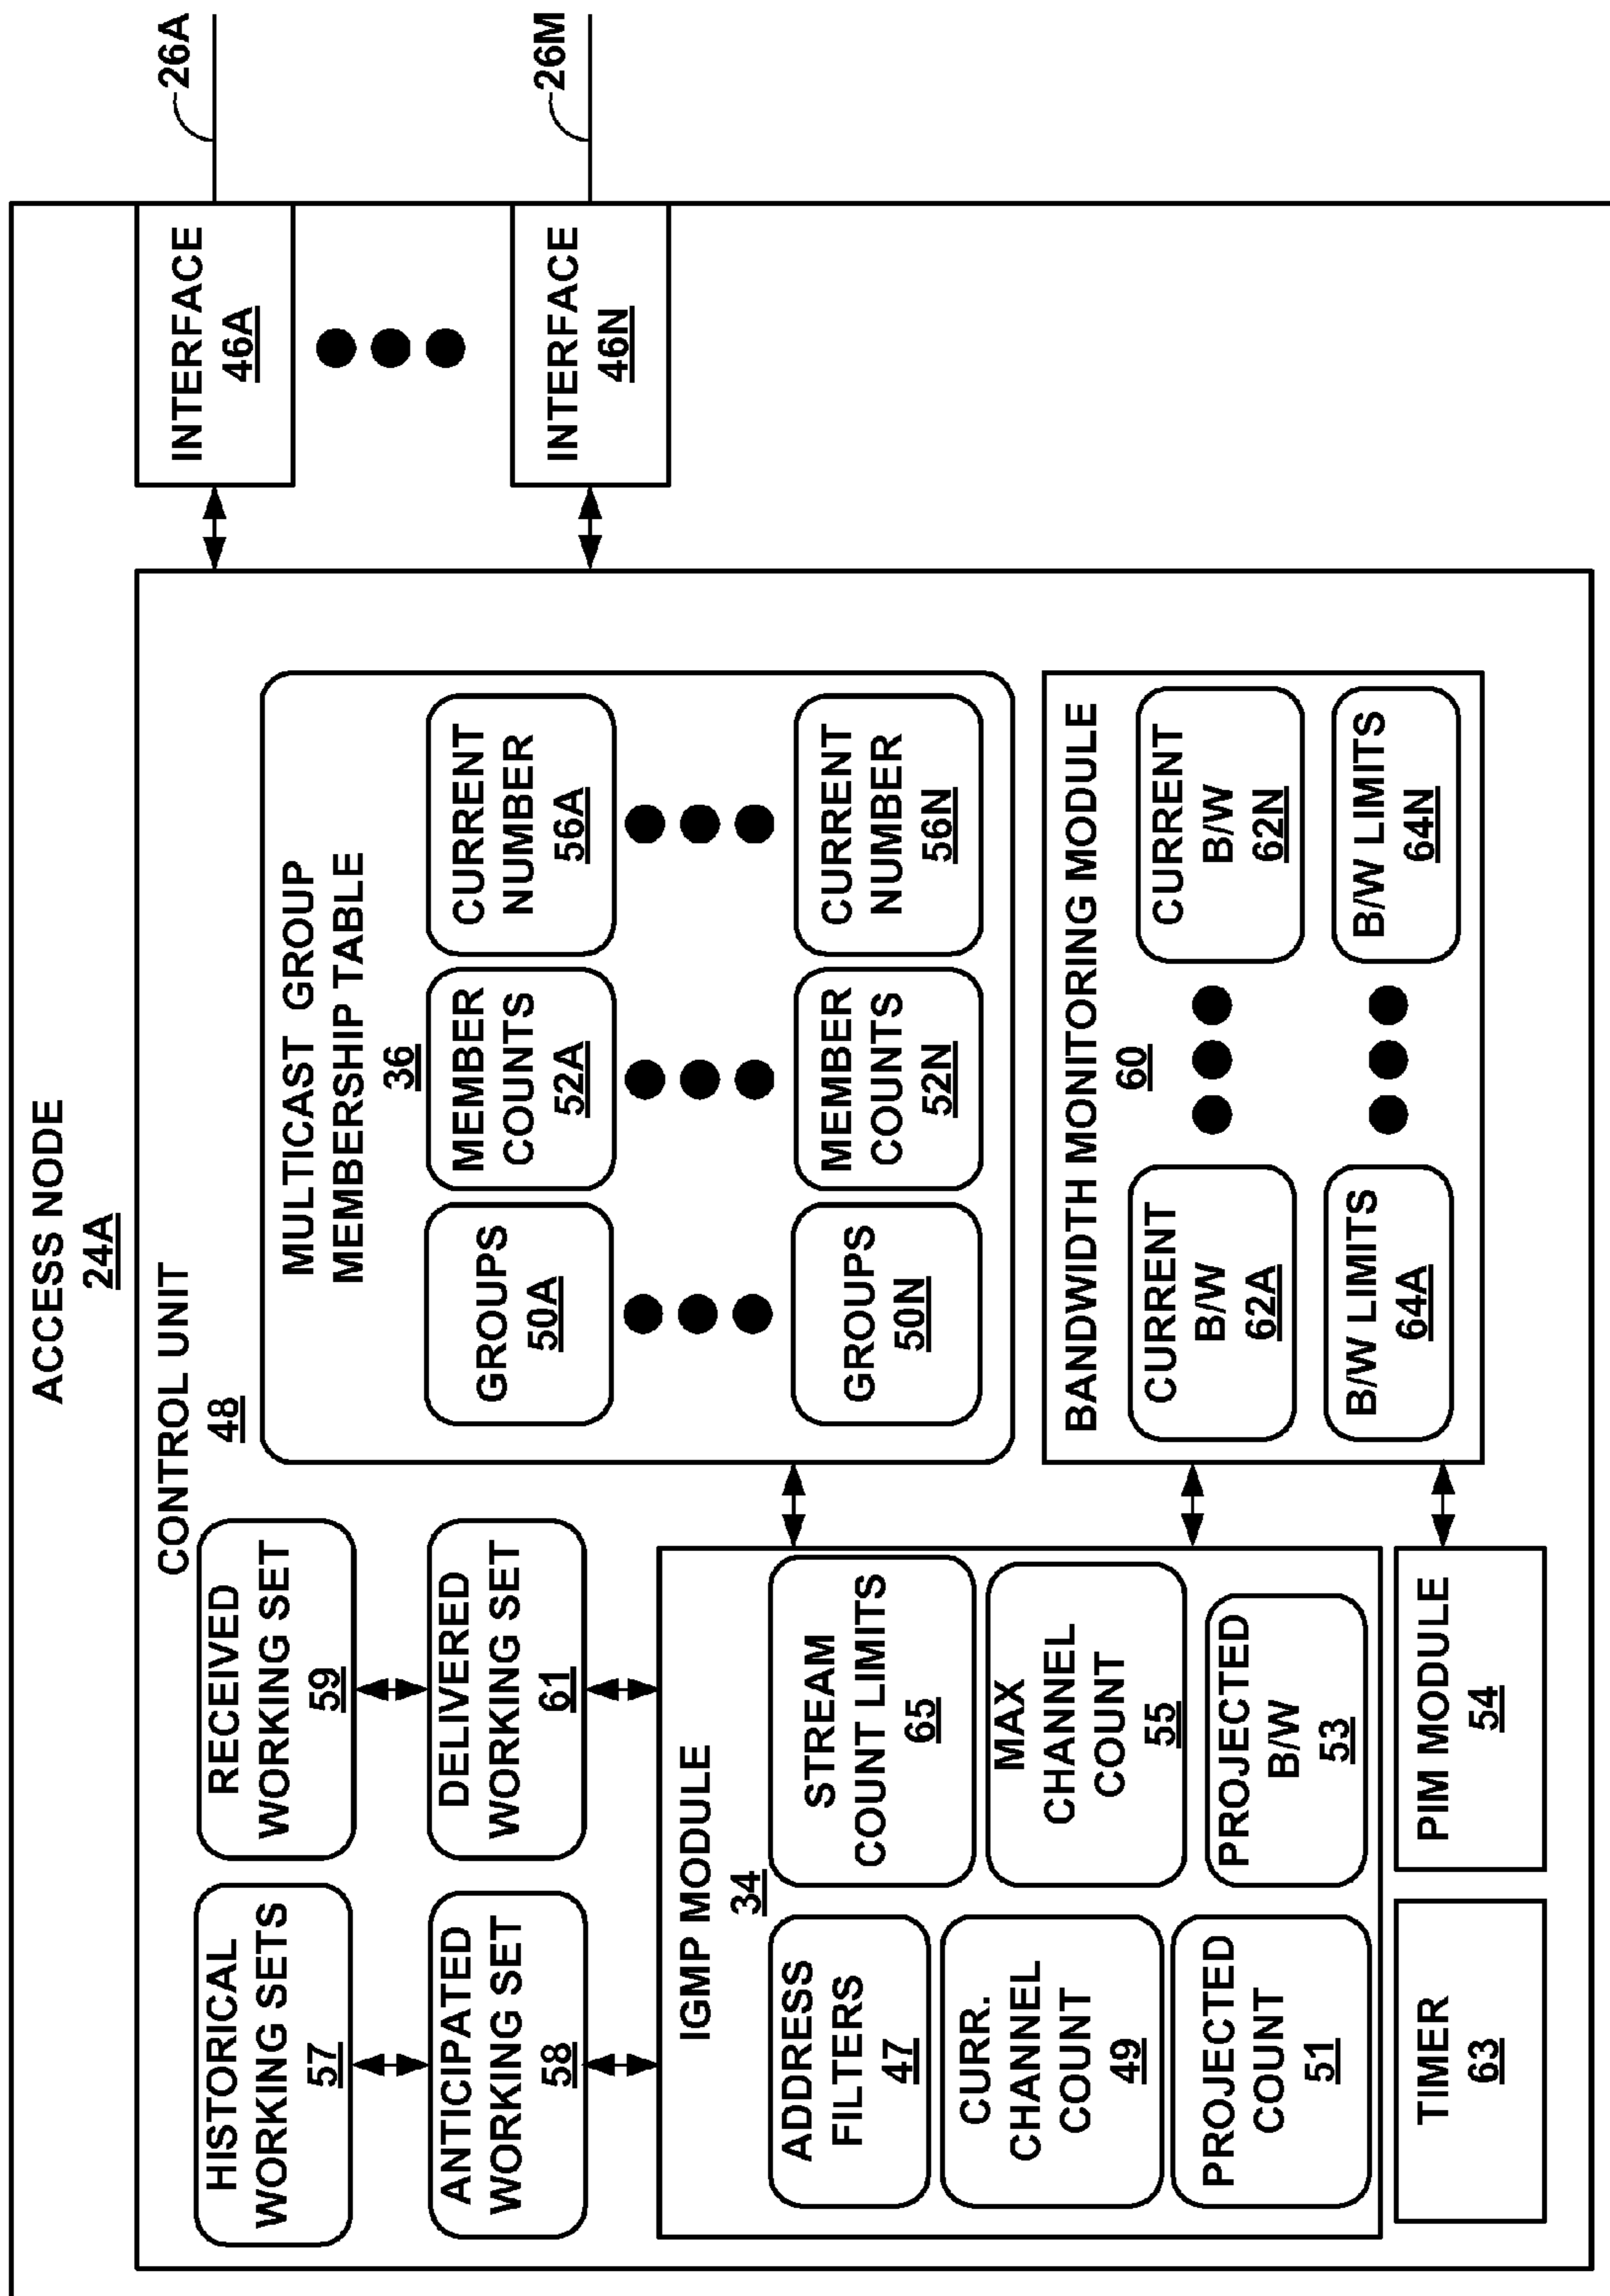 ACCESS NODE
24A
CONTROL UNIT
48
HISTORICAL
WORKING SETS
57
RECEIVED
WORKING SET
59
ANTICIPATED
WORKING SET
58
DELIVERED
WORKING SET
61
IGMP MODULE
34
ADDRESS
FILTERS
47
STREAM
COUNT LIMITS
65
CURR.
CHANNEL
COUNT
49
MAX
CHANNEL
COUNT
55
PROJECTED
COUNT
51
PROJECTED
B/W
53
TIMER
63
PIM MODULE
54
MULTICAST GROUP
MEMBERSHIP TABLE
36
GROUPS
50A
MEMBER
COUNTS
52A
CURRENT
NUMBER
56A
GROUPS
50N
MEMBER
COUNTS
52N
CURRENT
NUMBER
56N
BANDWIDTH MONITORING MODULE
60
CURRENT
B/W
62A
CURRENT
B/W
62N
B/W LIMITS
64A
B/W LIMITS
64N
INTERFACE
46A
26A
INTERFACE
46N
26M